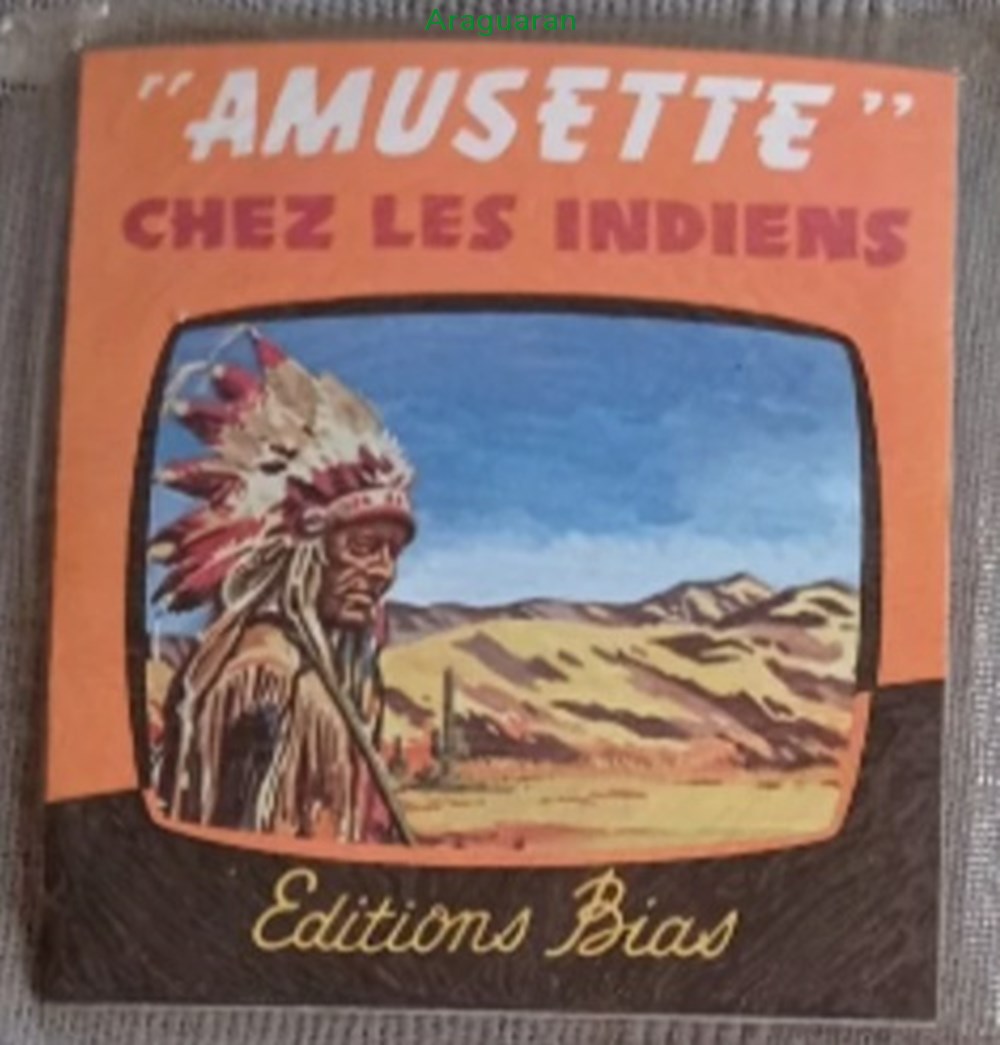 Araguaran
"AMUSETTE"
CHEZ LES INDIENS
Editions Bias